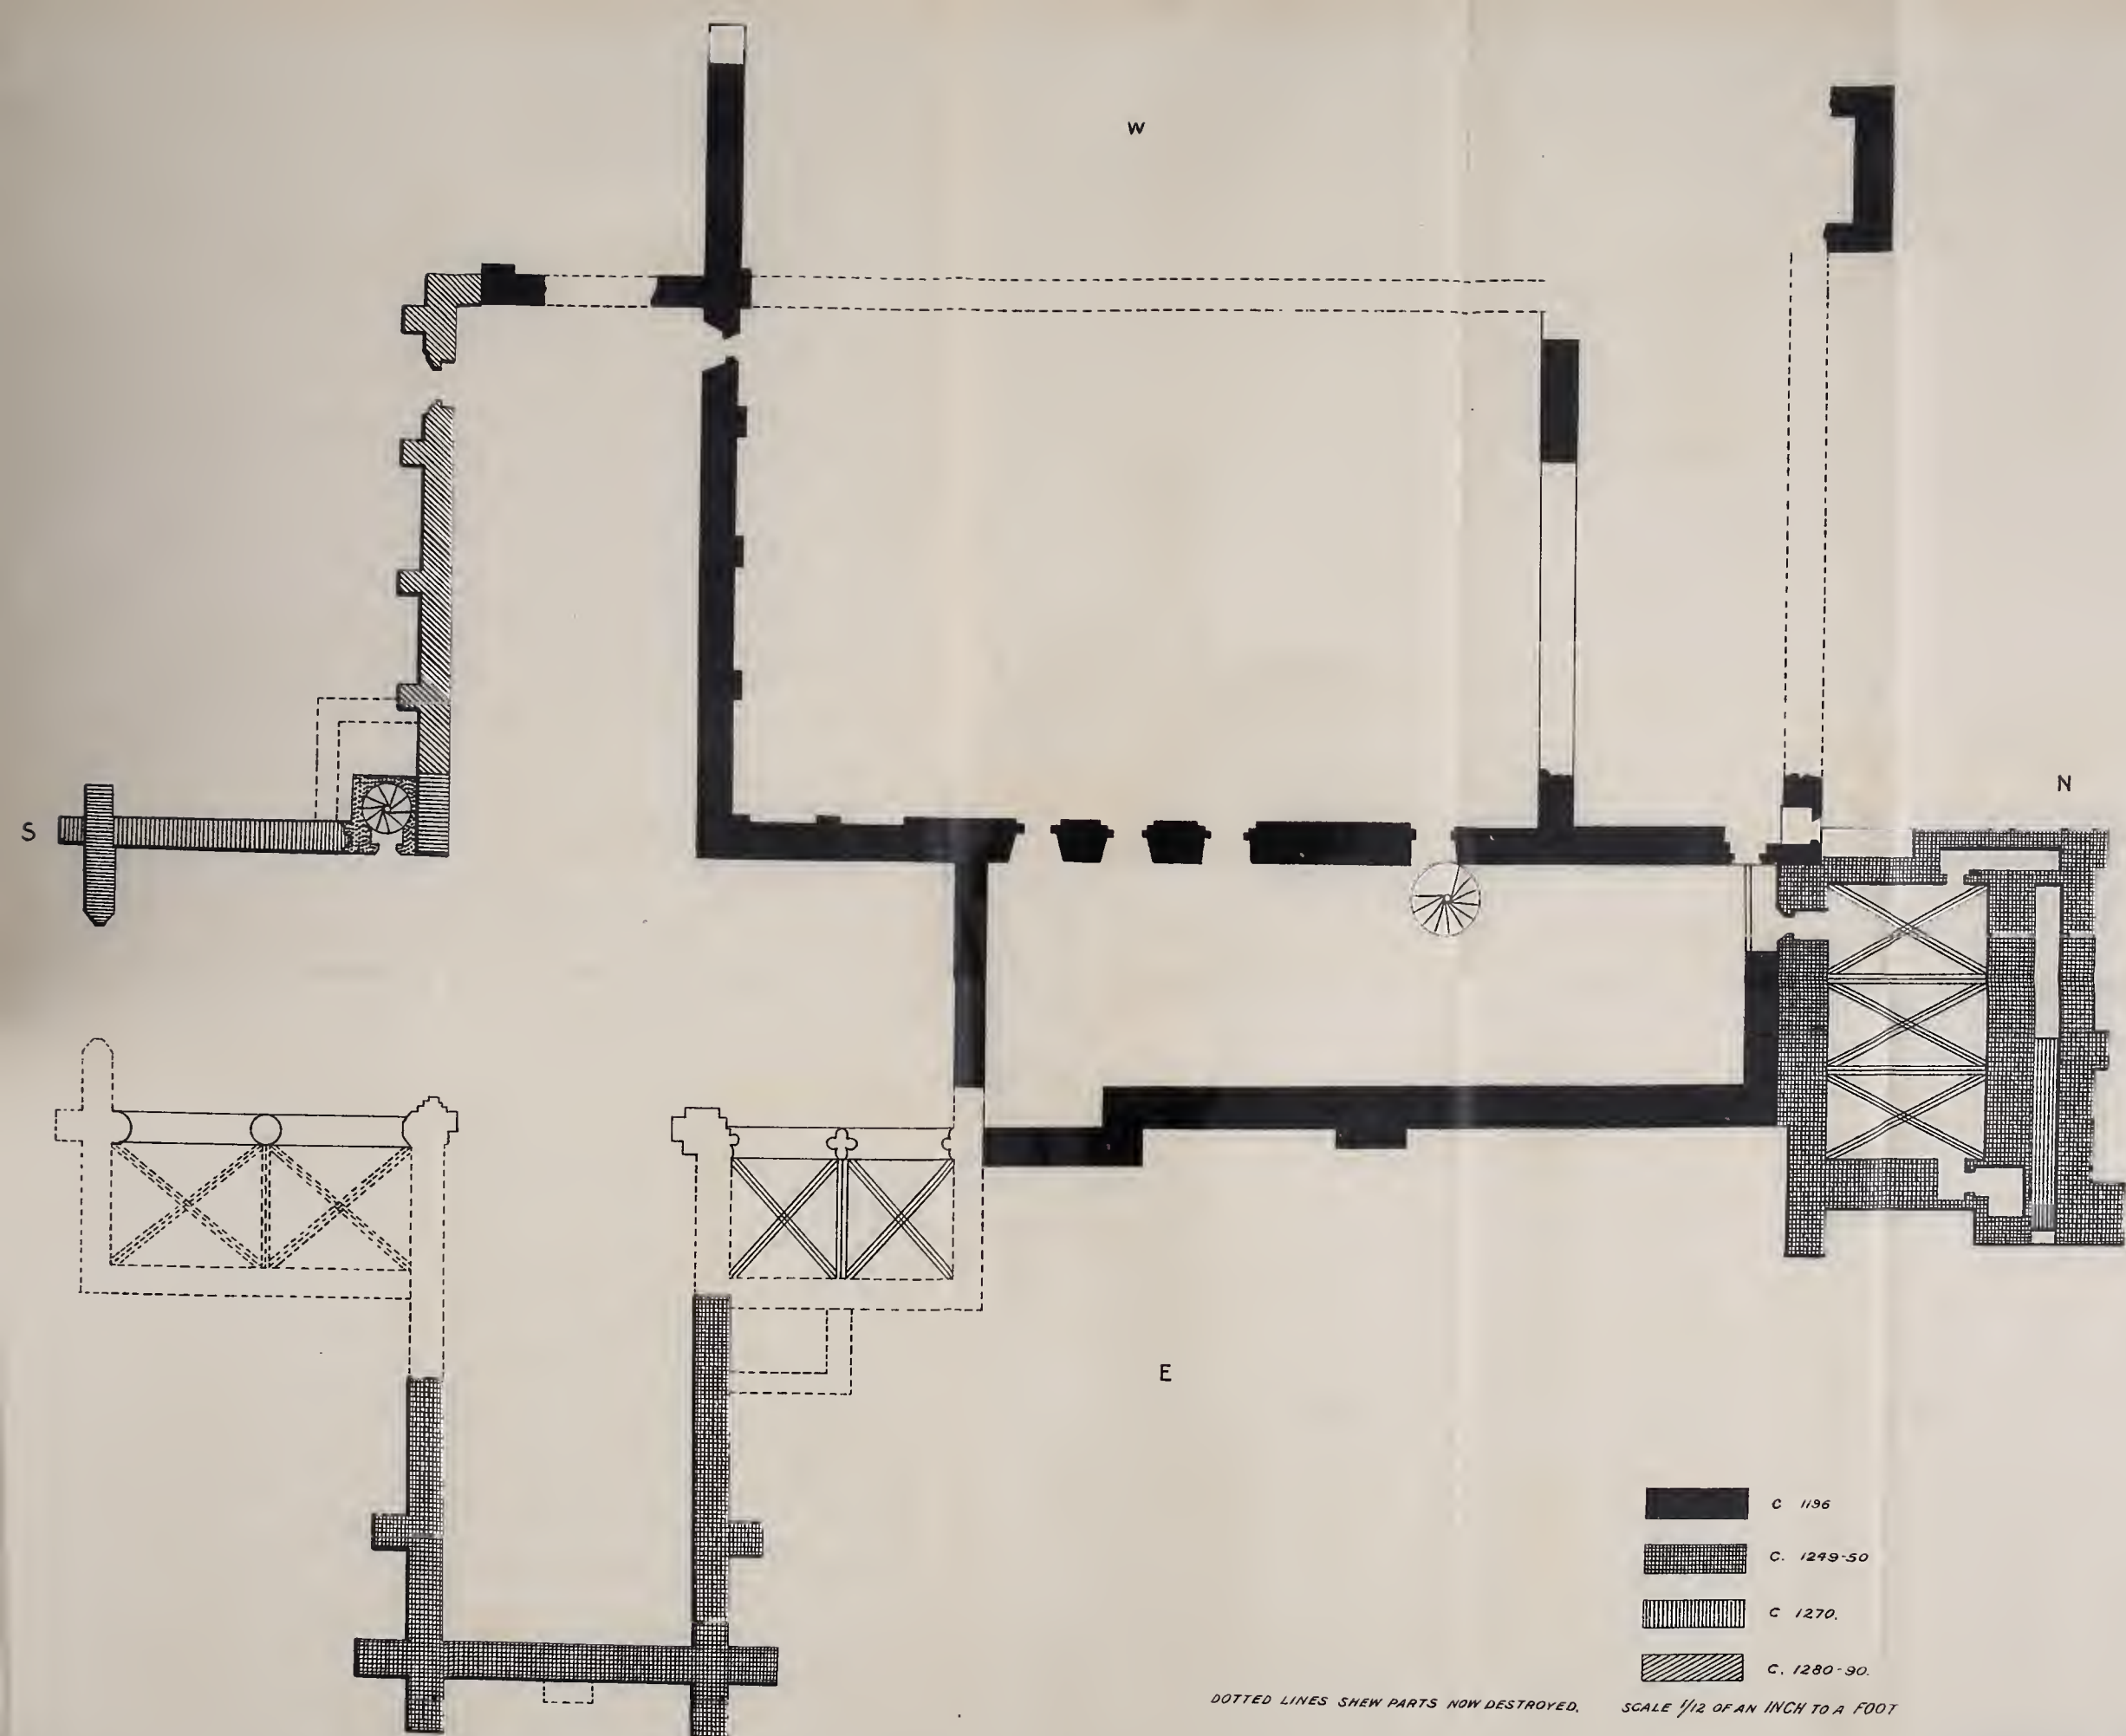 W
N
S
E
C 1196
C. 1249-50
C 1270.
C. 1280-90.
DOTTED LINES SHEW PARTS NOW DESTROYED. SCALE 1/12 OF AN INCH TO A FOOT